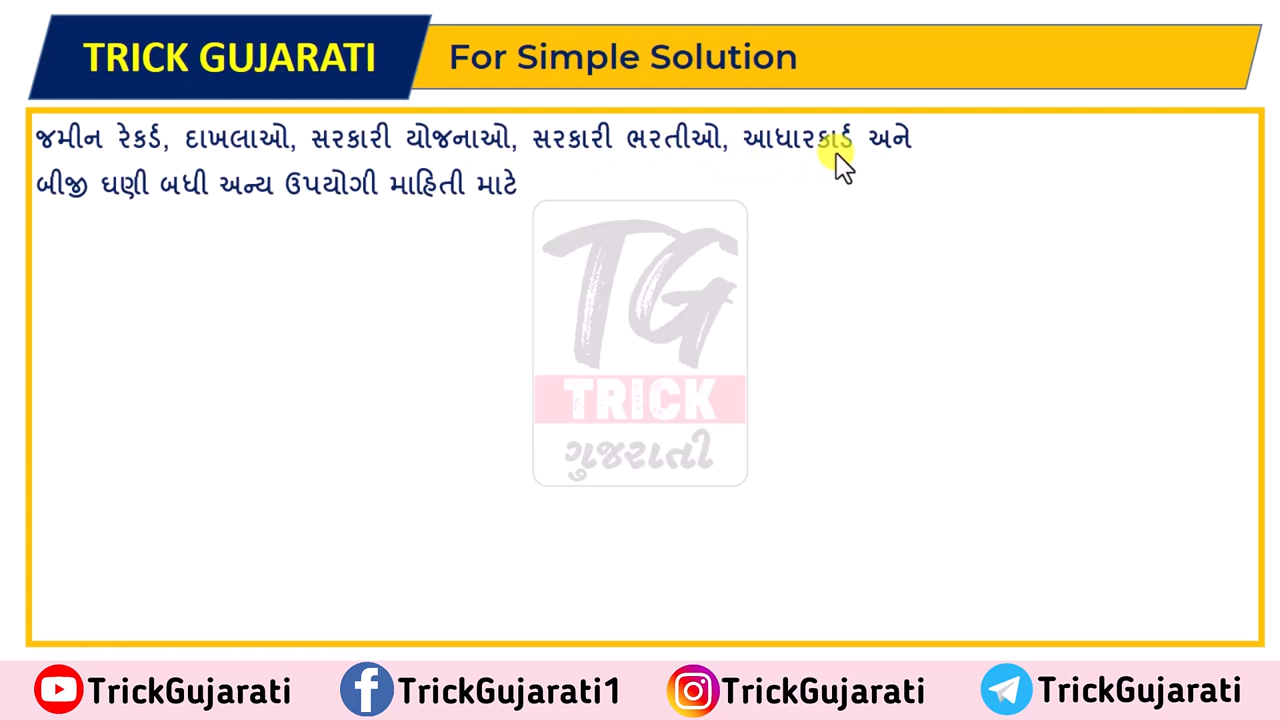 TRICK GUJARATI
For Simple Solution
જમીન રેકર્ડ, દાખલાઓ, સરકારી યોજનાઓ, સરકારી ભરતીઓ, આધારકાર્ડ અને
બીજી ઘણી બધી અન્ય ઉપયોગી માહિતી માટે
TG
TRICK
ગુજરાતી
TrickGujarati
TrickGujarati1
TrickGujarati
TrickGujarati